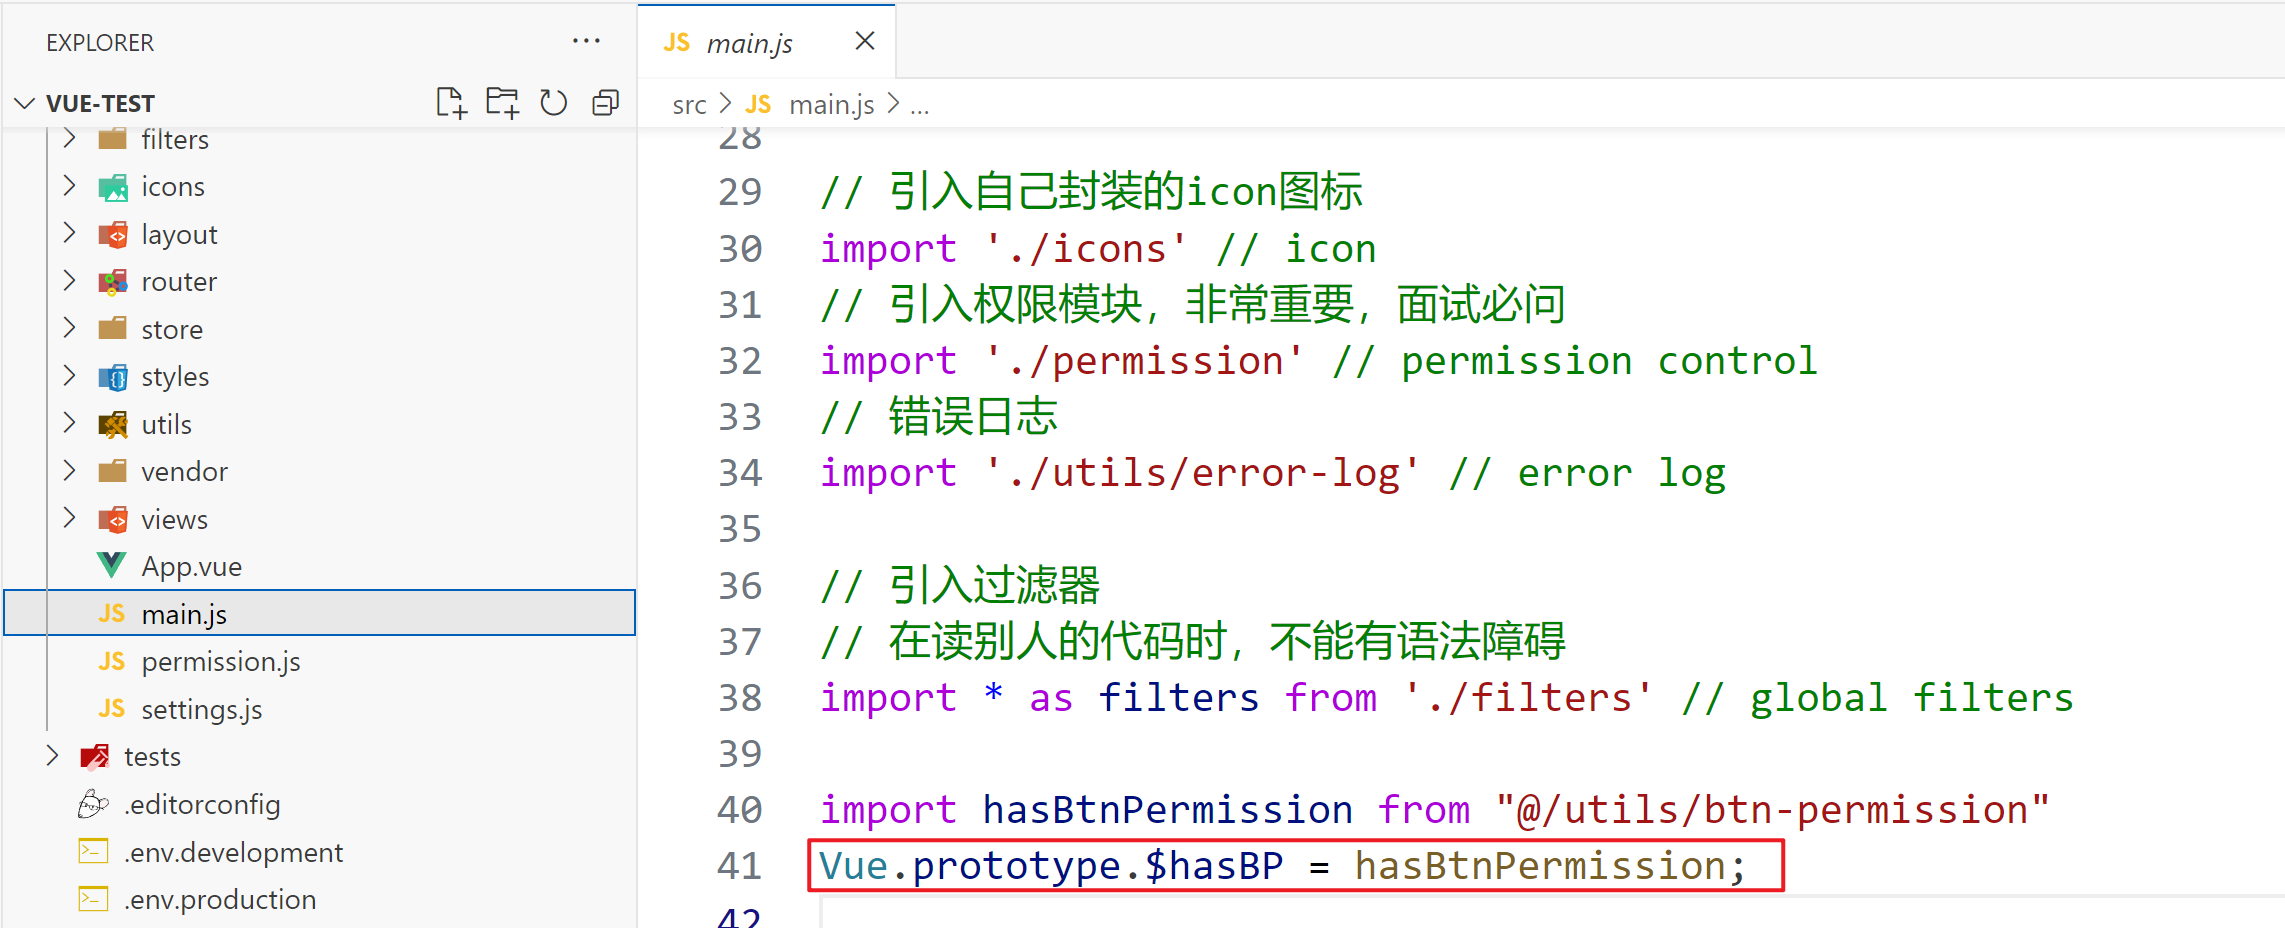 EXPLORER
VUE-TEST
filters
icons
layout
router
store
styles
utils
vendor
views
App.vue
JS main.js
JS permission.js
JS settings.js
tests
.editorconfig
.env.development
.env.production
JS main.js
src > JS main.js > ...
28
29 // 引入自己封装的icon图标
30 import './icons' // icon
31 // 引入权限模块，非常重要，面试必问
32 import './permission' // permission control
33 // 错误日志
34 import './utils/error-log' // error log
35
36 // 引入过滤器
37 // 在读别人的代码时，不能有语法障碍
38 import * as filters from './filters' // global filters
39
40 import hasBtnPermission from "@/utils/btn-permission"
41 Vue.prototype.$hasBP = hasBtnPermission;
42